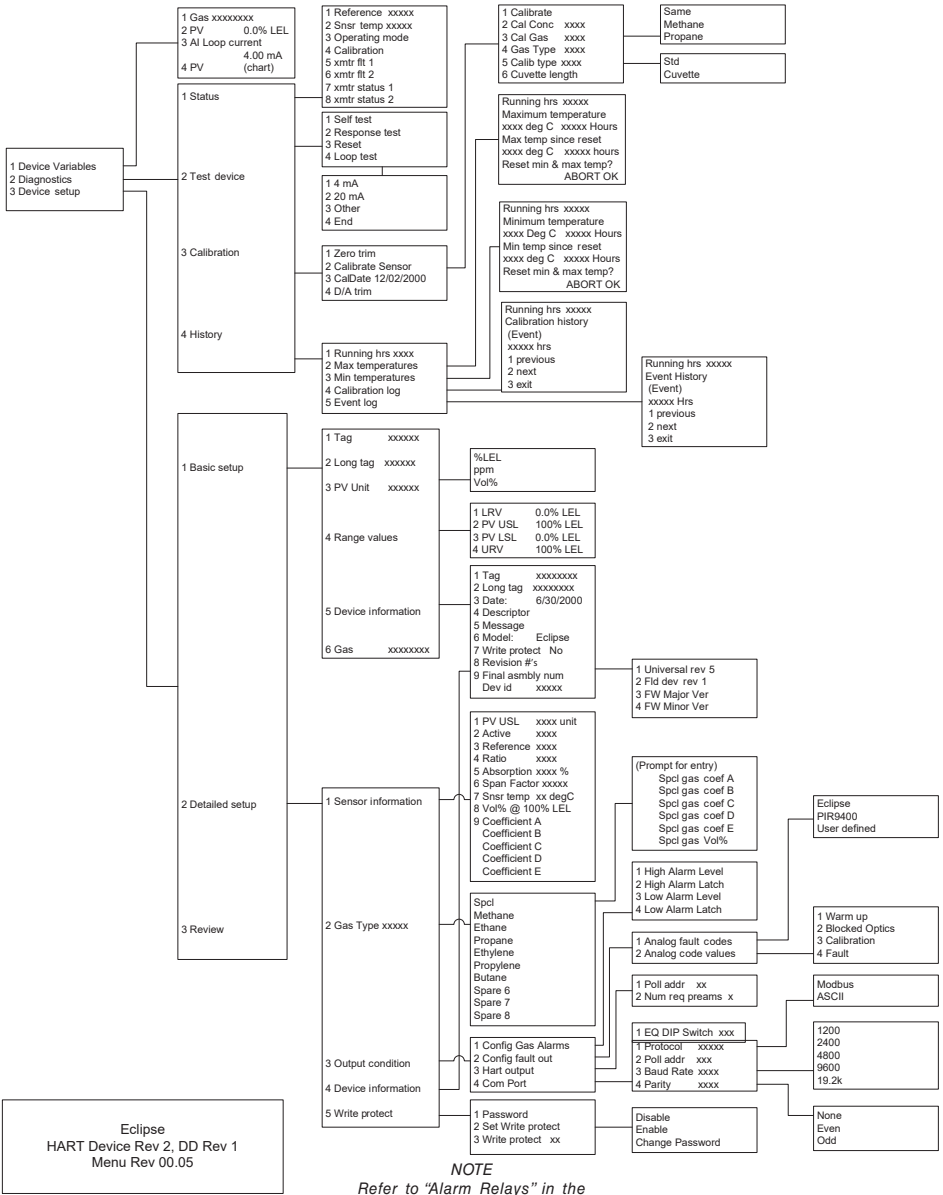 1 Device Variables
2 Diagnostics
3 Device setup
1 Gas xxxxxxxx
2 PV 0.0% LEL
3 AI Loop current
4.00 mA
4 PV (chart)
1 Status
2 Test device
3 Calibration
4 History
1 Reference xxxxx
2 Snsr temp xxxxx
3 Operating mode
4 Calibration
5 xmtr flt 1
6 xmtr flt 2
7 xmtr status 1
8 xmtr status 2
1 Self test
2 Response test
3 Reset
4 Loop test
1 4 mA
2 20 mA
3 Other
4 End
1 Zero trim
2 Calibrate Sensor
3 CalDate 12/02/2000
4 D/A trim
1 Running hrs xxxx
2 Max temperatures
3 Min temperatures
4 Calibration log
5 Event log
1 Calibrate
2 Cal Conc xxxx
3 Cal Gas xxxx
4 Gas Type xxxx
5 Calib type xxxx
6 Cuvette length
Same
Methane
Propane
Std
Cuvette
Running hrs xxxxx
Maximum temperature
xxxx deg C xxxxx Hours
Max temp since reset
xxxx deg C xxxxx hours
Reset min & max temp?
ABORT OK
Running hrs xxxxx
Minimum temperature
xxxx Deg C xxxxx Hours
Min temp since reset
xxxx deg C xxxxx Hours
Reset min & max temp?
ABORT OK
Running hrs xxxxx
Calibration history
(Event)
xxxxx hrs
1 previous
2 next
3 exit
Running hrs xxxxx
Event History
(Event)
xxxxx Hrs
1 previous
2 next
3 exit
1 Basic setup
2 Detailed setup
3 Review
1 Tag xxxxxx
2 Long tag xxxxxx
3 PV Unit xxxxxx
4 Range values
5 Device information
6 Gas xxxxxxxx
%LEL
ppm
Vol%
1 LRV 0.0% LEL
2 PV USL 100% LEL
3 PV LSL 0.0% LEL
4 URV 100% LEL
1 Tag xxxxxxxx
2 Long tag xxxxxxxx
3 Date: 6/30/2000
4 Descriptor
5 Message
6 Model: Eclipse
7 Write protect No
8 Revision #'s
9 Final asmbly num
Dev id xxxxx
1 Universal rev 5
2 Fld dev rev 1
3 FW Major Ver
4 FW Minor Ver
1 Sensor information
2 Gas Type xxxxx
3 Output condition
4 Device information
5 Write protect
1 PV USL xxxx unit
2 Active xxxx
3 Reference xxxx
4 Ratio xxxx
5 Absorption xxxx %
6 Span Factor xxxxx
7 Snsr temp xx degC
8 Vol% @ 100% LEL
9 Coefficient A
Coefficient B
Coefficient C
Coefficient D
Coefficient E
Spcl
Methane
Ethane
Propane
Ethylene
Propylene
Butane
Spare 6
Spare 7
Spare 8
1 Config Gas Alarms
2 Config fault out
3 Hart output
4 Com Port
1 Password
2 Set Write protect
3 Write protect xx
(Prompt for entry)
Spcl gas coef A
Spcl gas coef B
Spcl gas coef C
Spcl gas coef D
Spcl gas coef E
Spcl gas Vol%
1 High Alarm Level
2 High Alarm Latch
3 Low Alarm Level
4 Low Alarm Latch
1 Analog fault codes
2 Analog code values
1 Poll addr xx
2 Num req preams x
1 EQ DIP Switch xxx
1 Protocol xxxxx
2 Poll addr xxx
3 Baud Rate xxxx
4 Parity xxxx
Disable
Enable
Change Password
Eclipse
PIR9400
User defined
1 Warm up
2 Blocked Optics
3 Calibration
4 Fault
Modbus
ASCII
1200
2400
4800
9600
19.2k
None
Even
Odd
Eclipse
HART Device Rev 2, DD Rev 1
Menu Rev 00.05
NOTE
Refer to “Alarm Relays” in the